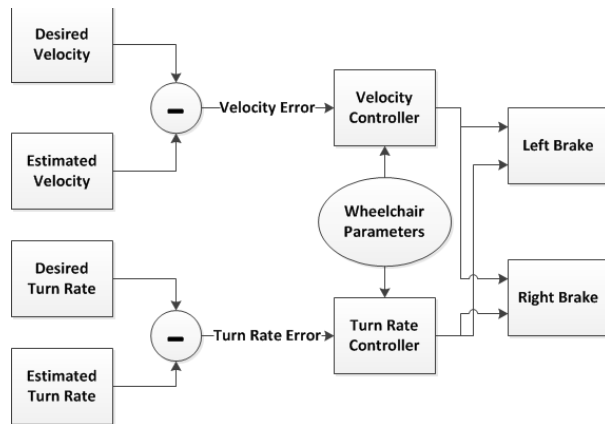 Desired
Velocity
−
Velocity Error
Velocity
Controller
Estimated
Velocity
Left Brake
Wheelchair
Parameters
Desired
Turn Rate
−
Turn Rate Error
Turn Rate
Controller
Right Brake
Estimated
Turn Rate